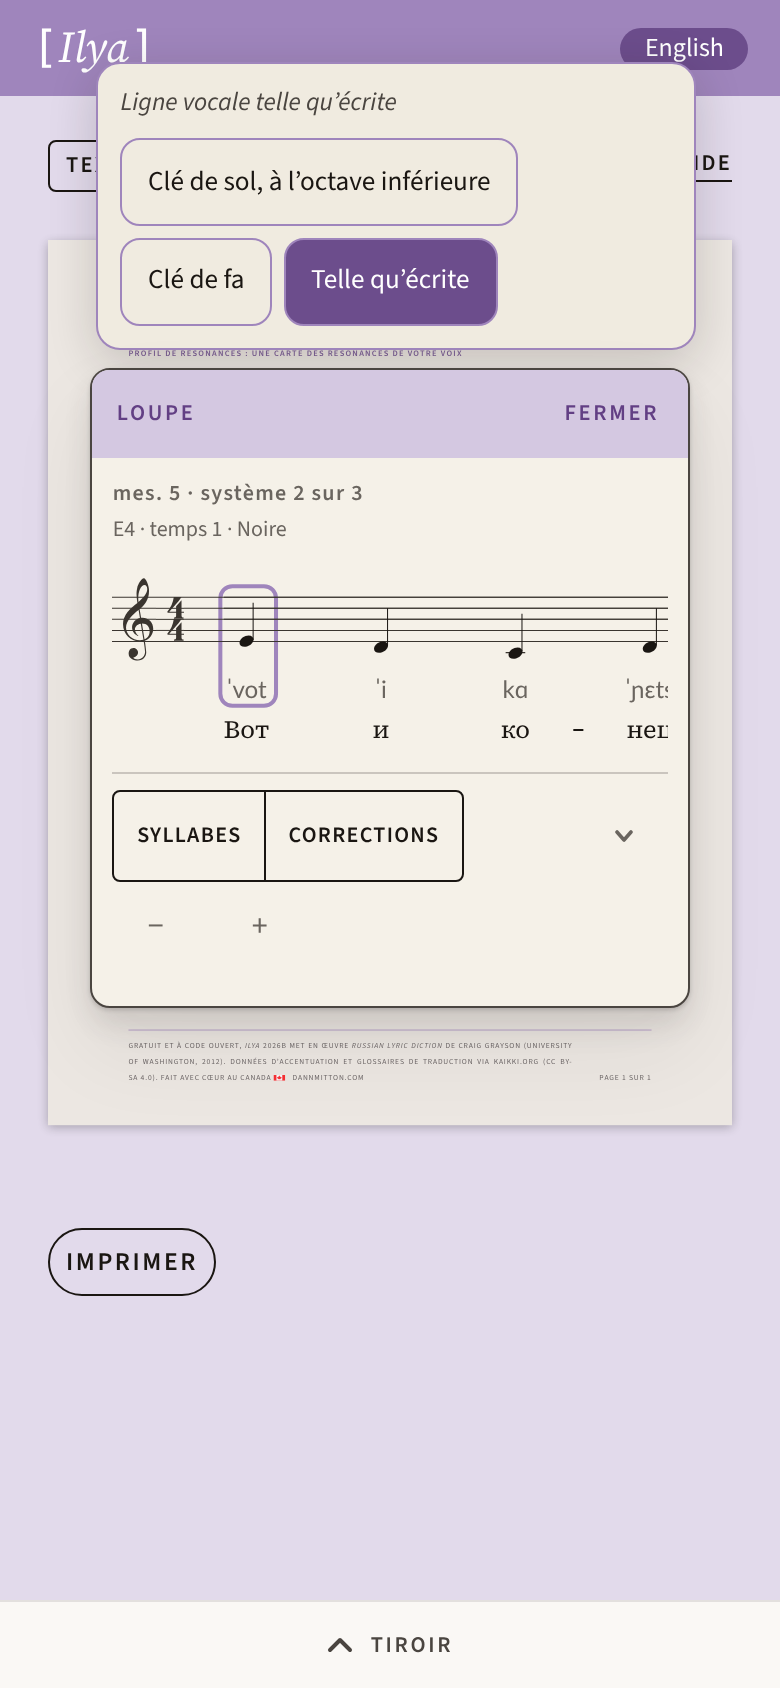 [Ilya]
English
Ligne vocale telle qu’écrite
Clé de sol, à l’octave inférieure
Clé de fa
Telle qu’écrite
PROFIL DE RÉSONANCES : UNE CARTE DES RÉSONANCES DE VOTRE VOIX
LOUPE
FERMER
mes. 5 · système 2 sur 3
E4 · temps 1 · Noire
ˈvot ˈi kɑ ˈɲɛts
Вот и ко - нец
SYLLABES
CORRECTIONS
− +
GRATUIT ET À CODE OUVERT, ILYA 2026B MET EN ŒUVRE RUSSIAN LYRIC DICTION DE CRAIG GRAYSON (UNIVERSITY
OF WASHINGTON, 2012). DONNÉES D’ACCENTUATION ET GLOSSAIRES DE TRADUCTION VIA KAIKKI.ORG (CC BY-
SA 4.0). FAIT AVEC CŒUR AU CANADA 🇨🇦 DANNMITTON.COM
PAGE 1 SUR 1
IMPRIMER
TIROIR